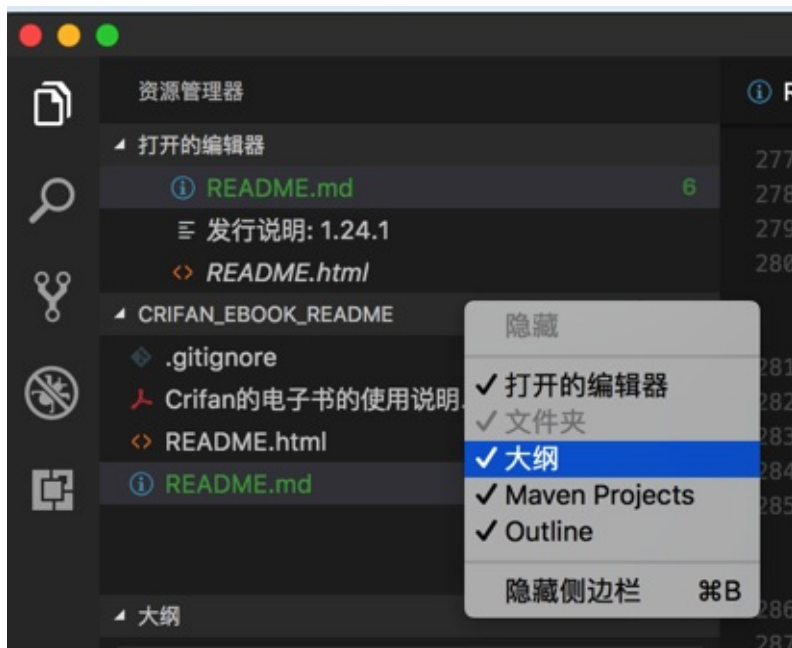 资源管理器
打开的编辑器
README.md 6
发行说明: 1.24.1
README.html
CRIFAN_EBOOK_README
.gitignore
Crifan的电子书的使用说明.
README.html
README.md
大纲
隐藏
✓ 打开的编辑器
✓ 文件夹
✓ 大纲
✓ Maven Projects
✓ Outline
隐藏侧边栏 ⌘B
277
278
279
280
281
282
283
284
285
286
287